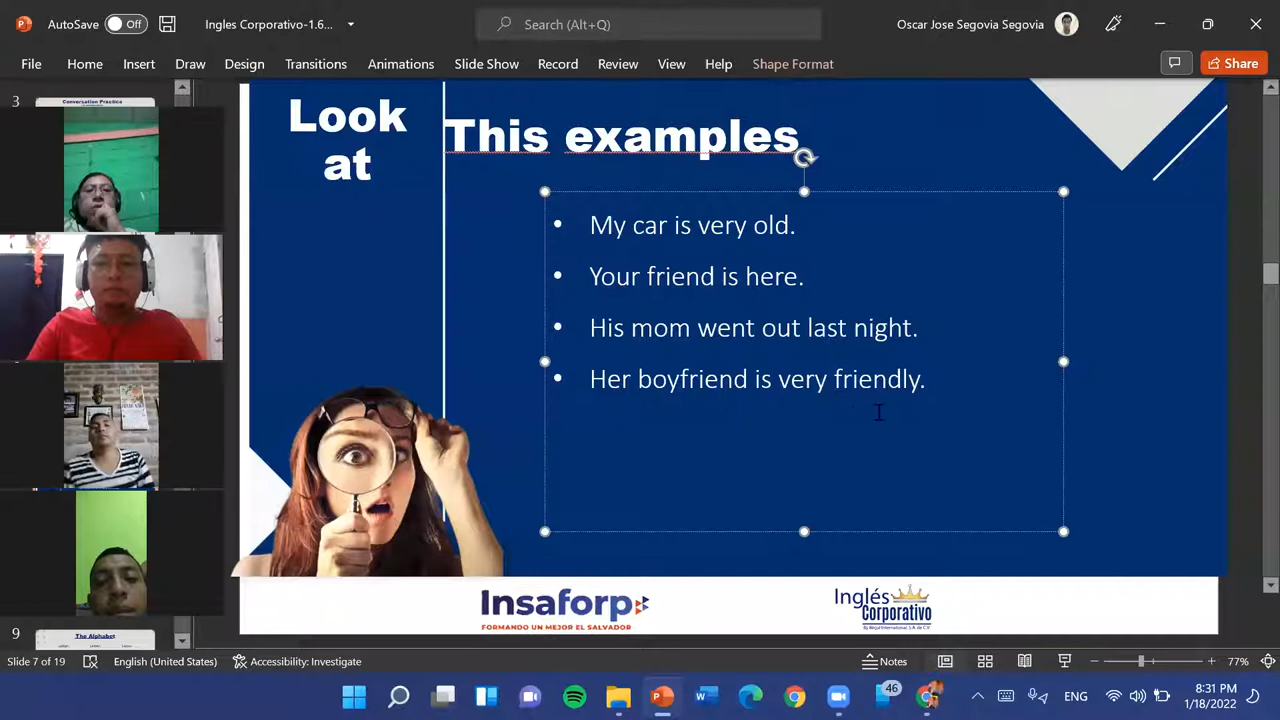 AutoSave Off Ingles Corporativo-1.6... Search (Alt+Q) Oscar Jose Segovia Segovia
File Home Insert Draw Design Transitions Animations Slide Show Record Review View Help Shape Format Share
3
Conversation Practice
Look
at
This examples
• My car is very old.
• Your friend is here.
• His mom went out last night.
• Her boyfriend is very friendly.
Insaforp
FORMANDO UN MEJOR EL SALVADOR
Inglés
Corporativo
9
The Alphabet
Slide 7 of 19 English (United States) Accessibility: Investigate Notes 77%
46 ENG 8:31 PM
1/18/2022